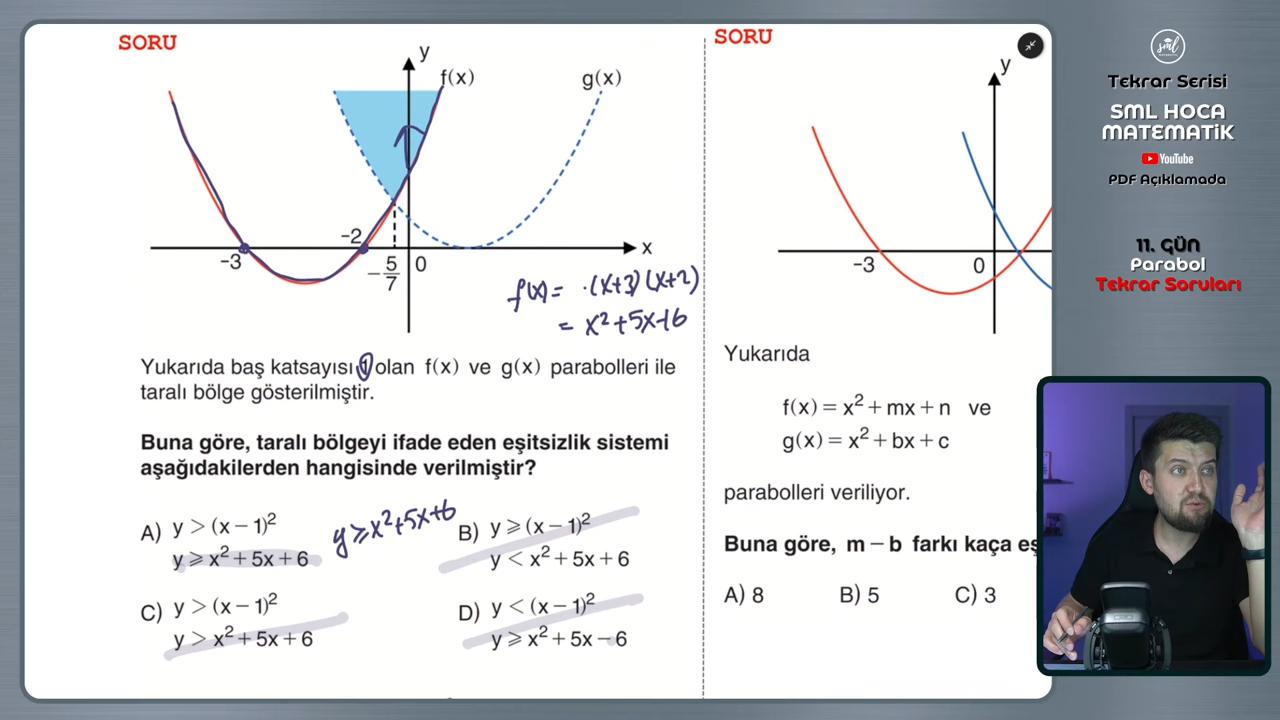 SORU
y
f(x)
g(x)
-2
x
-3
-5/7
0
f(x) = (x+3)(x+2)
= x²+5x+6
Yukarıda baş katsayısı 1 olan f(x) ve g(x) parabolleri ile
taralı bölge gösterilmiştir.
Buna göre, taralı bölgeyi ifade eden eşitsizlik sistemi
aşağıdakilerden hangisinde verilmiştir?
A) y > (x − 1)²
y ⩾ x² + 5x + 6
y ⩾ x²+5x+6
B) y ⩾ (x − 1)²
y < x² + 5x + 6
C) y > (x − 1)²
y > x² + 5x + 6
D) y < (x − 1)²
y ⩾ x² + 5x − 6
SORU
y
-3
0
Yukarıda
f(x) = x² + mx + n ve
g(x) = x² + bx + c
parabolleri veriliyor.
Buna göre, m − b farkı kaça eş
A) 8 B) 5 C) 3
sml
Tekrar Serisi
SML HOCA
MATEMATİK
YouTube
PDF Açıklamada
11. GÜN
Parabol
Tekrar Soruları